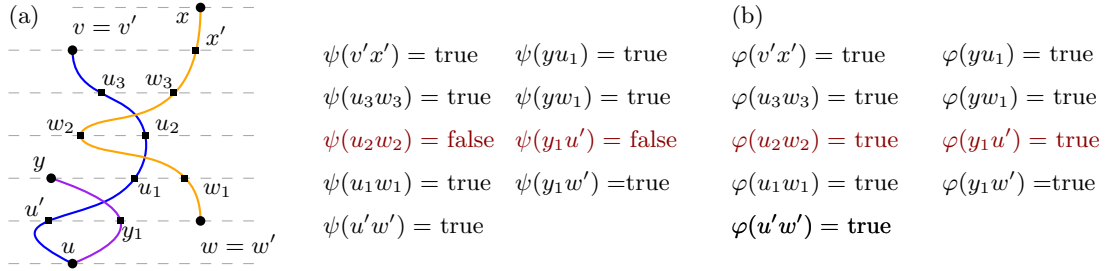 (a)
x
(b)
v = v′
x′
ψ(v′x′) = true ψ(yu₁) = true
φ(v′x′) = true φ(yu₁) = true
u₃ w₃
ψ(u₃w₃) = true ψ(yw₁) = true
φ(u₃w₃) = true φ(yw₁) = true
w₂ u₂
ψ(u₂w₂) = false ψ(y₁u′) = false
φ(u₂w₂) = true φ(y₁u′) = true
y
u₁ w₁
ψ(u₁w₁) = true ψ(y₁w′) =true
φ(u₁w₁) = true φ(y₁w′) =true
u′
y₁
ψ(u′w′) = true
φ(u′w′) = true
u
w = w′